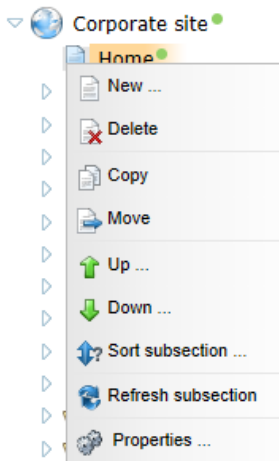 Corporate site
Home
New ...
Delete
Copy
Move
Up ...
Down ...
Sort subsection ...
Refresh subsection
Properties ...